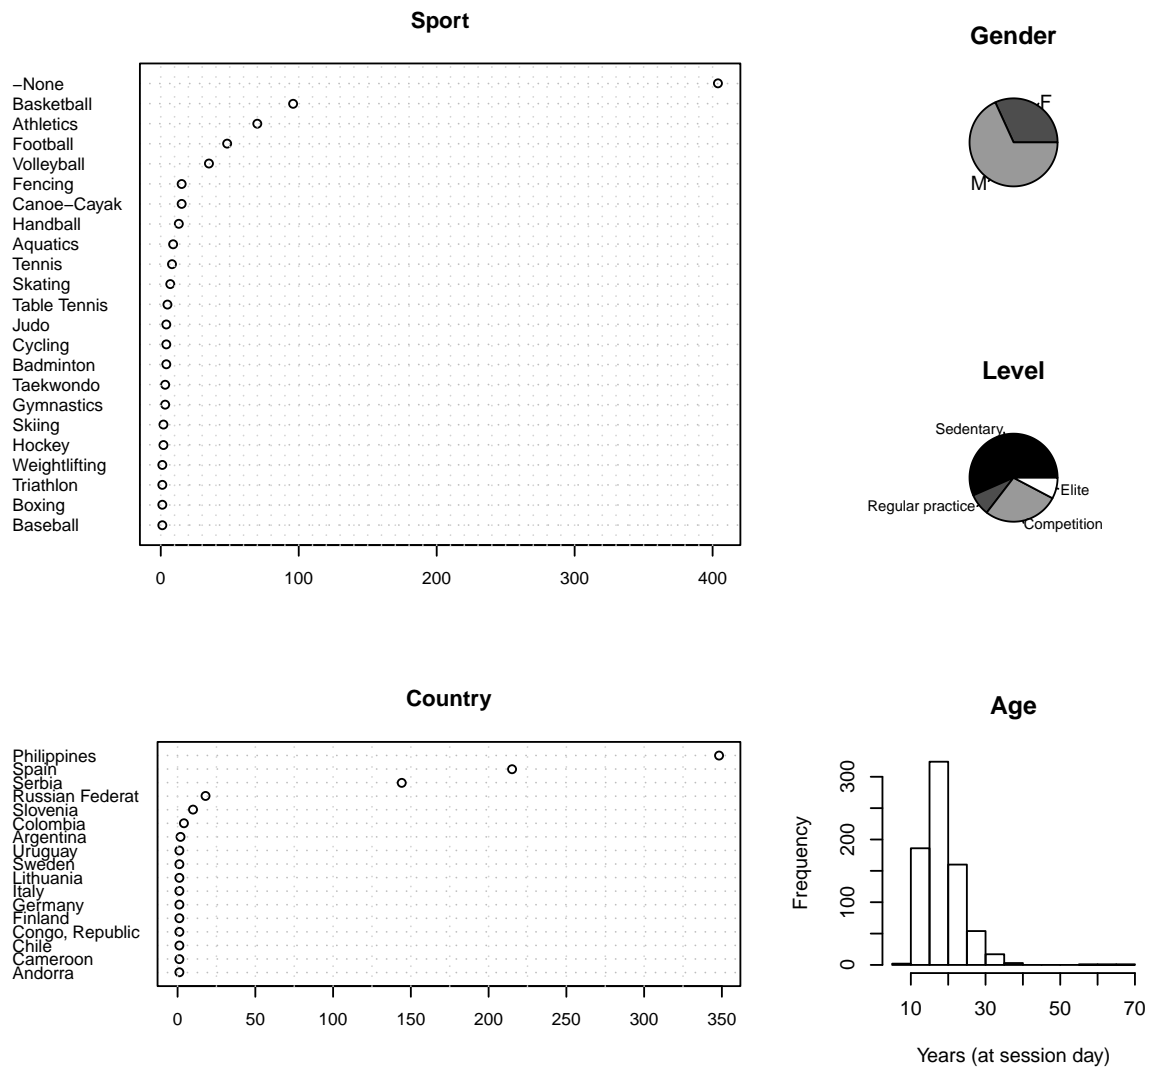 Sport
–None
Basketball
Athletics
Football
Volleyball
Fencing
Canoe–Cayak
Handball
Aquatics
Tennis
Skating
Table Tennis
Judo
Cycling
Badminton
Taekwondo
Gymnastics
Skiing
Hockey
Weightlifting
Triathlon
Boxing
Baseball
0 100 200 300 400
Gender
F
M
Level
Sedentary
Regular practice
Elite
Competition
Country
Philippines
Spain
Serbia
Russian Federat
Slovenia
Colombia
Argentina
Uruguay
Sweden
Lithuania
Italy
Germany
Finland
Congo, Republic
Chile
Cameroon
Andorra
0 50 100 150 200 250 300 350
Age
Frequency
300
200
100
0
10 30 50 70
Years (at session day)